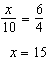 x/10 = 6/4
x = 15